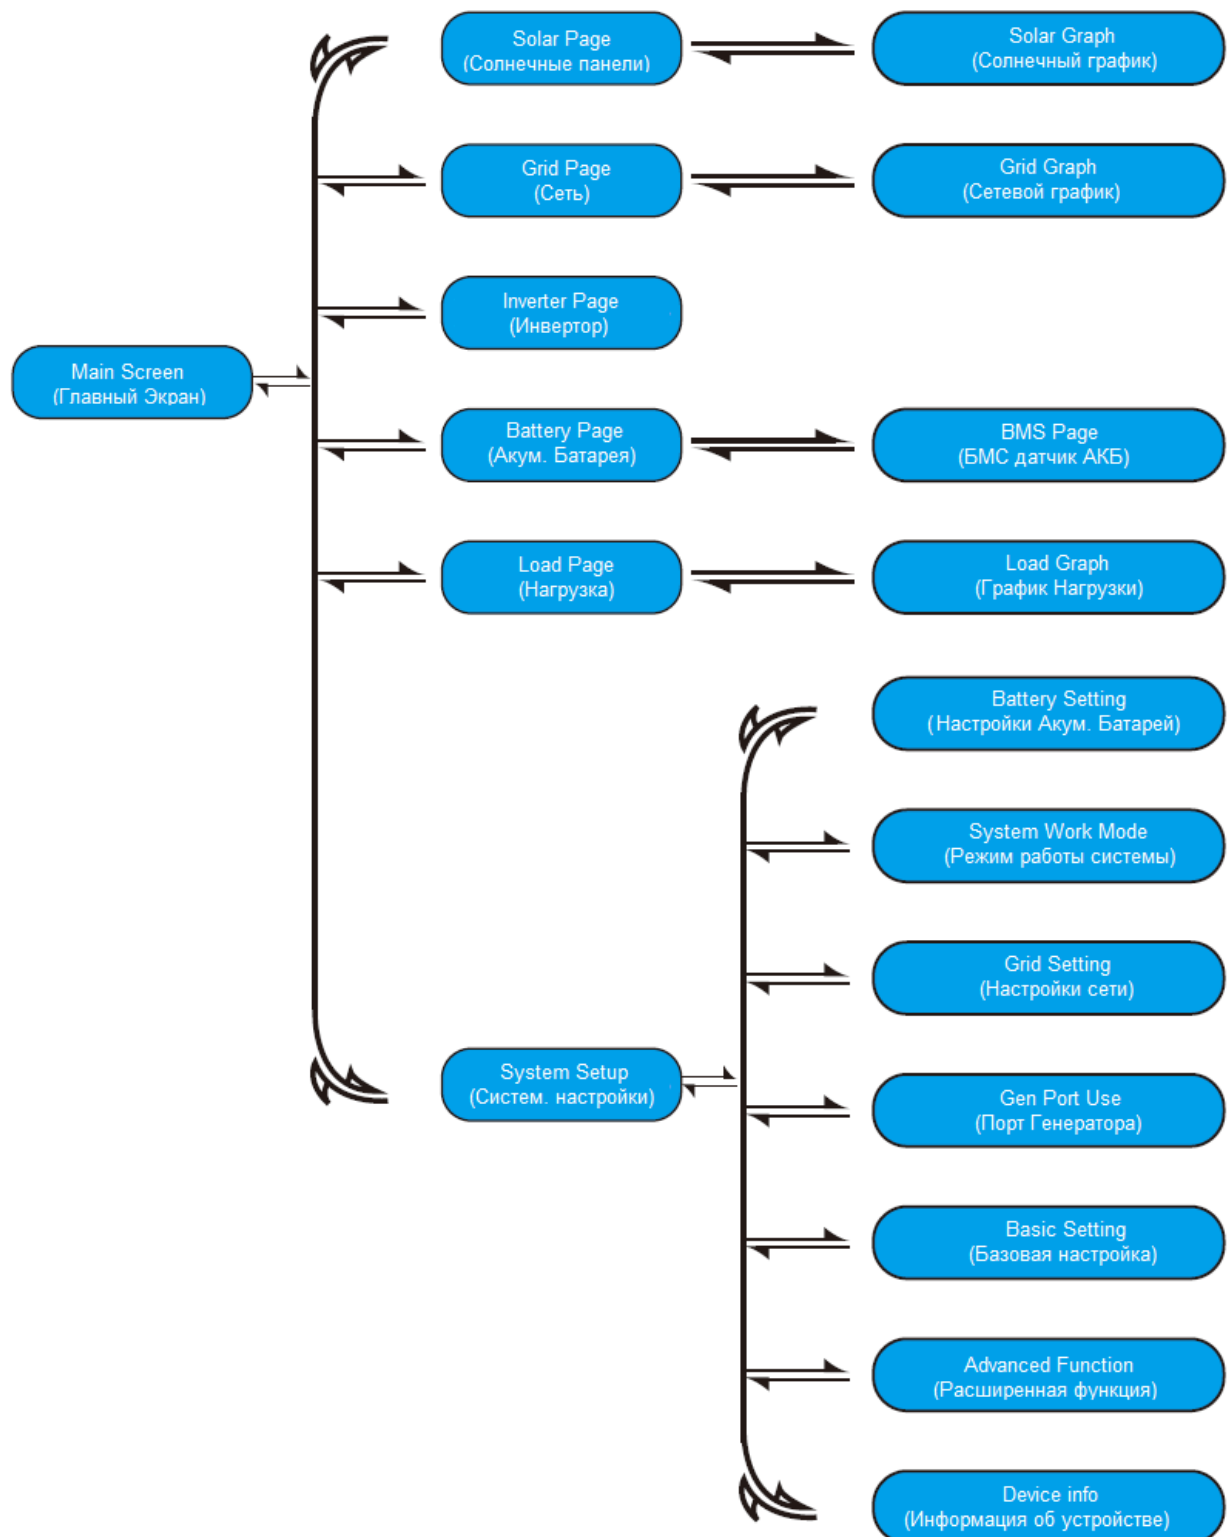 Solar Page
(Солнечные панели)
Solar Graph
(Солнечный график)
Grid Page
(Сеть)
Grid Graph
(Сетевой график)
Inverter Page
(Инвертор)
Main Screen
(Главный Экран)
Battery Page
(Акум. Батарея)
BMS Page
(БМС датчик АКБ)
Load Page
(Нагрузка)
Load Graph
(График Нагрузки)
Battery Setting
(Настройки Акум. Батарей)
System Work Mode
(Режим работы системы)
Grid Setting
(Настройки сети)
System Setup
(Систем. настройки)
Gen Port Use
(Порт Генератора)
Basic Setting
(Базовая настройка)
Advanced Function
(Расширенная функция)
Device info
(Информация об устройстве)